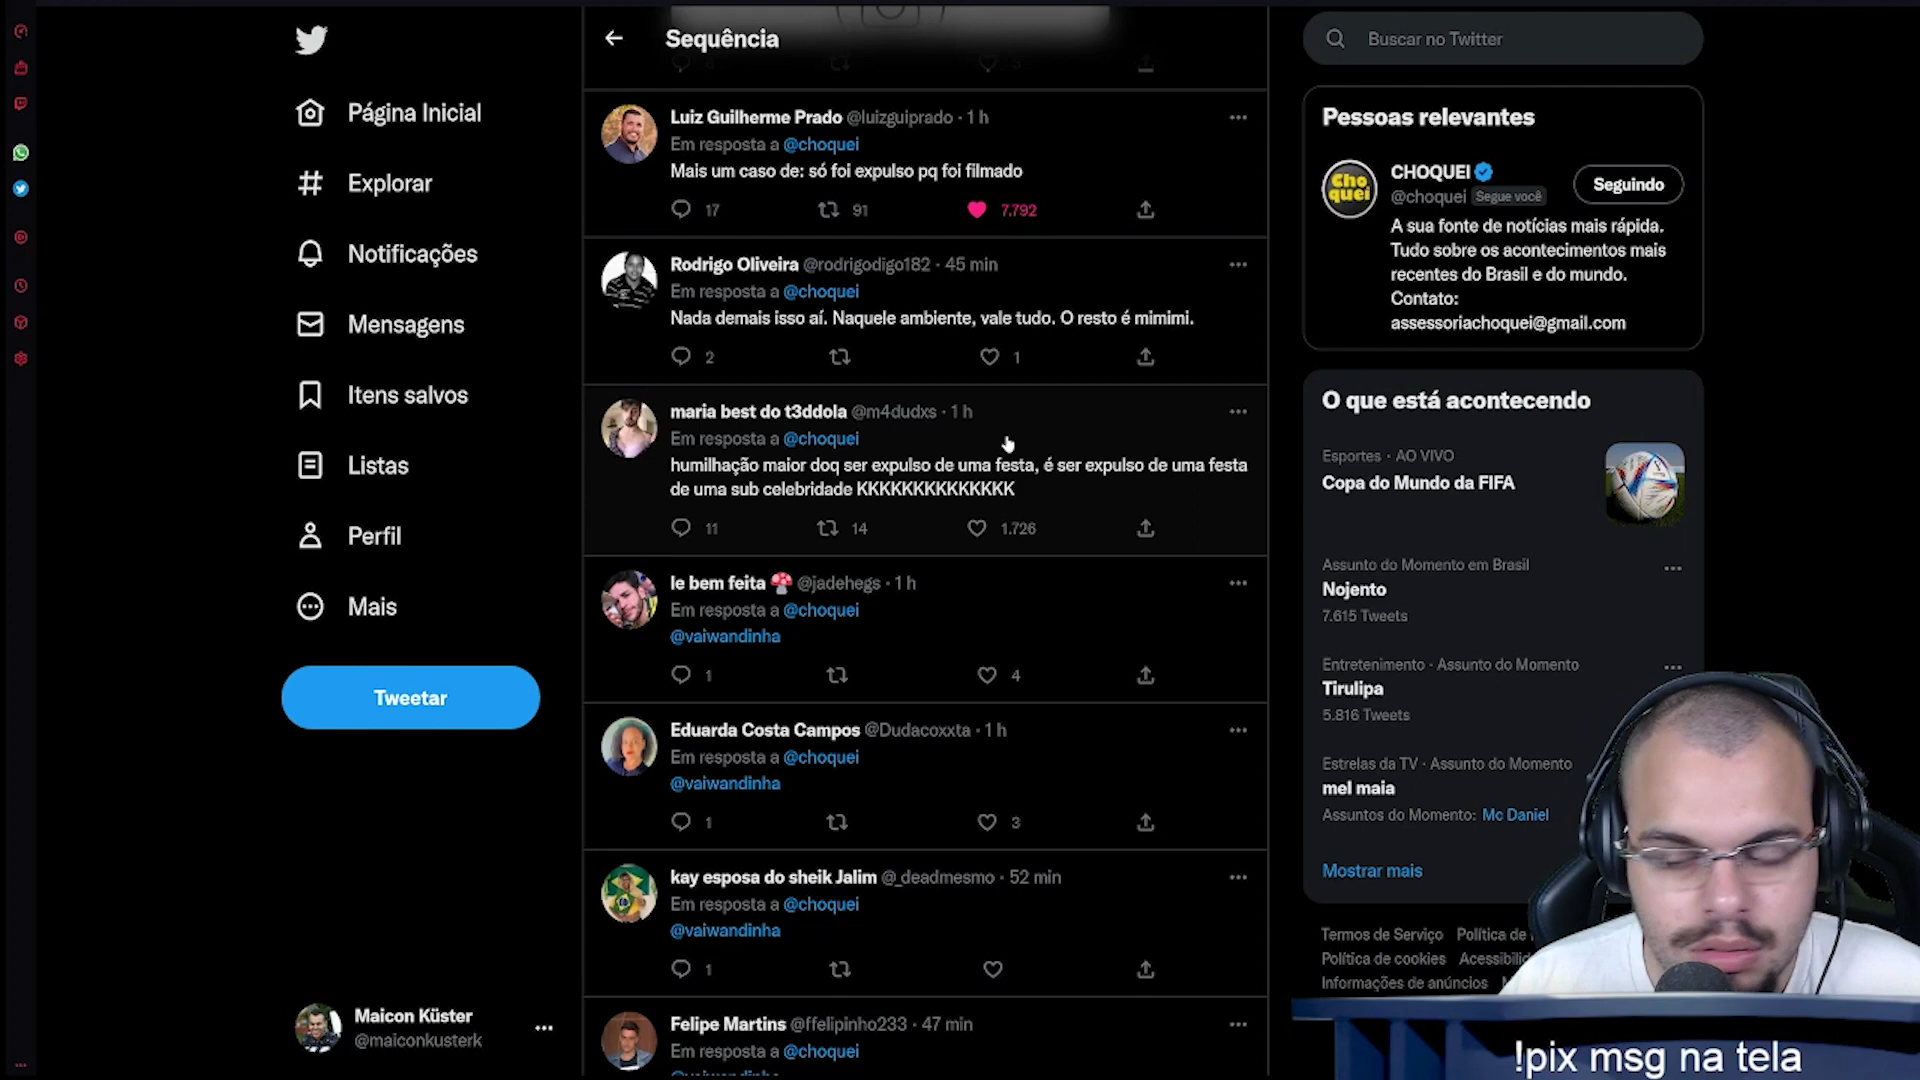 Página Inicial
Explorar
Notificações
Mensagens
Itens salvos
Listas
Perfil
Mais
Tweetar
Maicon Küster
@maiconkusterk
Sequência
3
Luiz Guilherme Prado @luizguiprado · 1 h
Em resposta a @choquei
Mais um caso de: só foi expulso pq foi filmado
17 91 7.792
Rodrigo Oliveira @rodrigodigo182 · 45 min
Em resposta a @choquei
Nada demais isso aí. Naquele ambiente, vale tudo. O resto é mimimi.
2 1
maria best do t3ddola @m4dudxs · 1 h
Em resposta a @choquei
humilhação maior doq ser expulso de uma festa, é ser expulso de uma festa
de uma sub celebridade KKKKKKKKKKKKKK
11 14 1.726
le bem feita 🍄 @jadehegs · 1 h
Em resposta a @choquei
@vaiwandinha
1 4
Eduarda Costa Campos @Dudacoxxta · 1 h
Em resposta a @choquei
@vaiwandinha
1 3
kay esposa do sheik Jalim @_deadmesmo · 52 min
Em resposta a @choquei
@vaiwandinha
1
Felipe Martins @ffelipinho233 · 47 min
Em resposta a @choquei
Buscar no Twitter
Pessoas relevantes
Cho
quei
CHOQUEI
@choquei Segue você
Seguindo
A sua fonte de notícias mais rápida.
Tudo sobre os acontecimentos mais
recentes do Brasil e do mundo.
Contato:
assessoriachoquei@gmail.com
O que está acontecendo
Esportes · AO VIVO
Copa do Mundo da FIFA
Assunto do Momento em Brasil
Nojento
7.615 Tweets
Entretenimento · Assunto do Momento
Tirulipa
5.816 Tweets
Estrelas da TV · Assunto do Momento
mel maia
Assuntos do Momento: Mc Daniel
Mostrar mais
Termos de Serviço Política de
Política de cookies
Informações de anúncios
!pix msg na tela